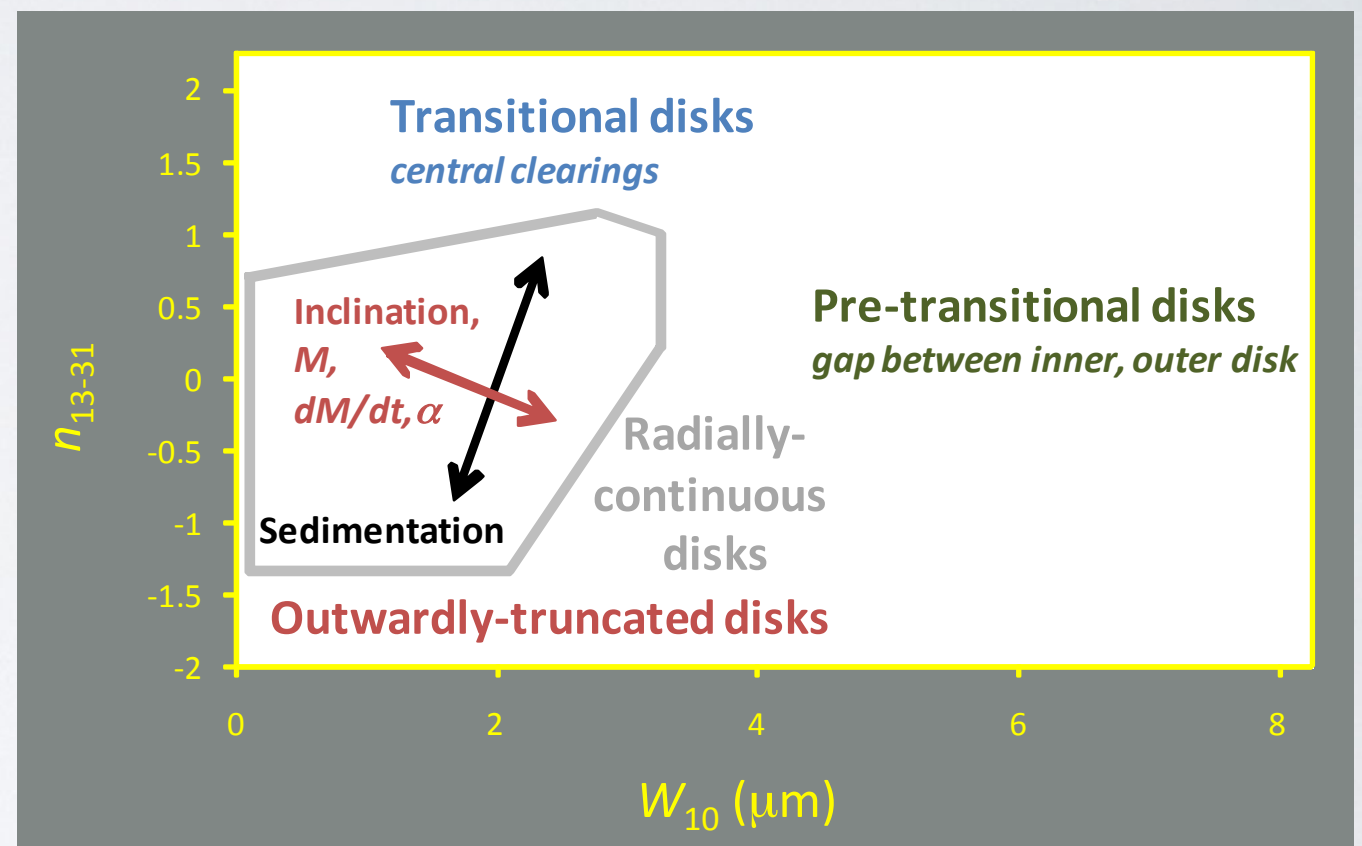 2
Transitional disks
central clearings
1.5
1
0.5
0
-0.5
-1
-1.5
-2
n13-31
Inclination,
M,
dM/dt, α
Pre-transitional disks
gap between inner, outer disk
Radially-
continuous
disks
Sedimentation
Outwardly-truncated disks
0
2
4
6
8
W10 (μm)